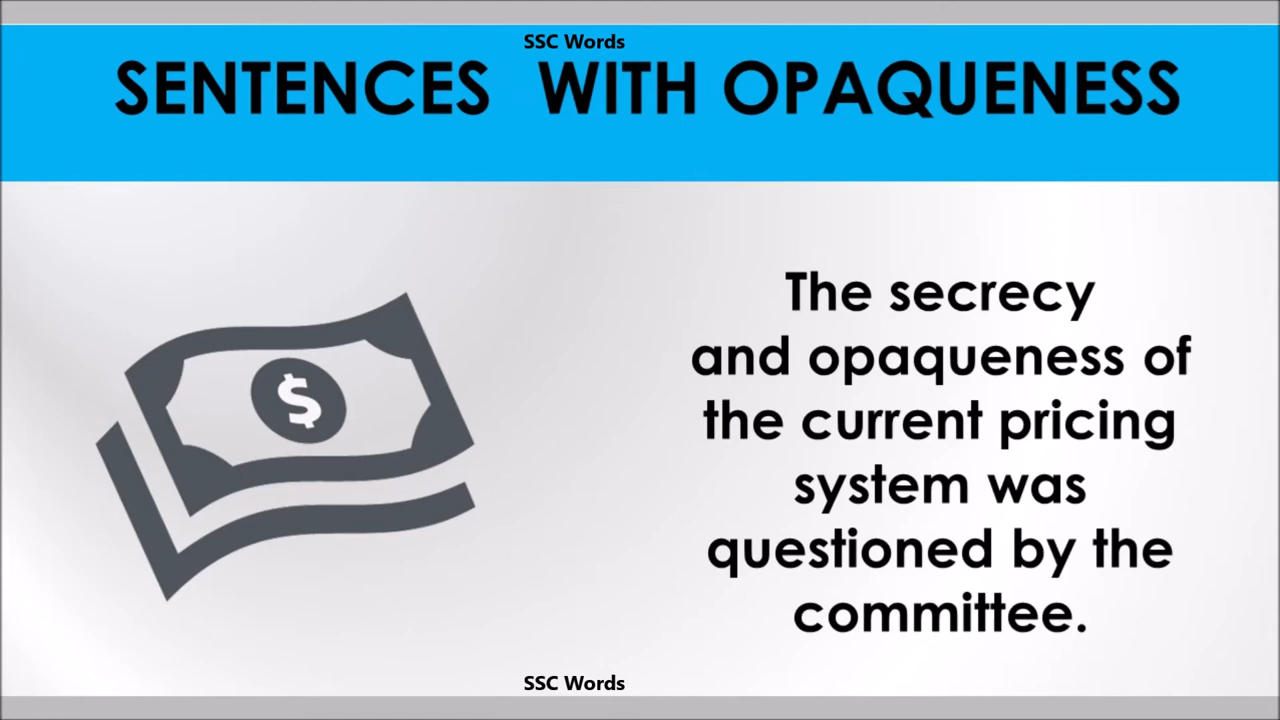 SSC Words
SENTENCES WITH OPAQUENESS
$
The secrecy
and opaqueness of
the current pricing
system was
questioned by the
committee.
SSC Words